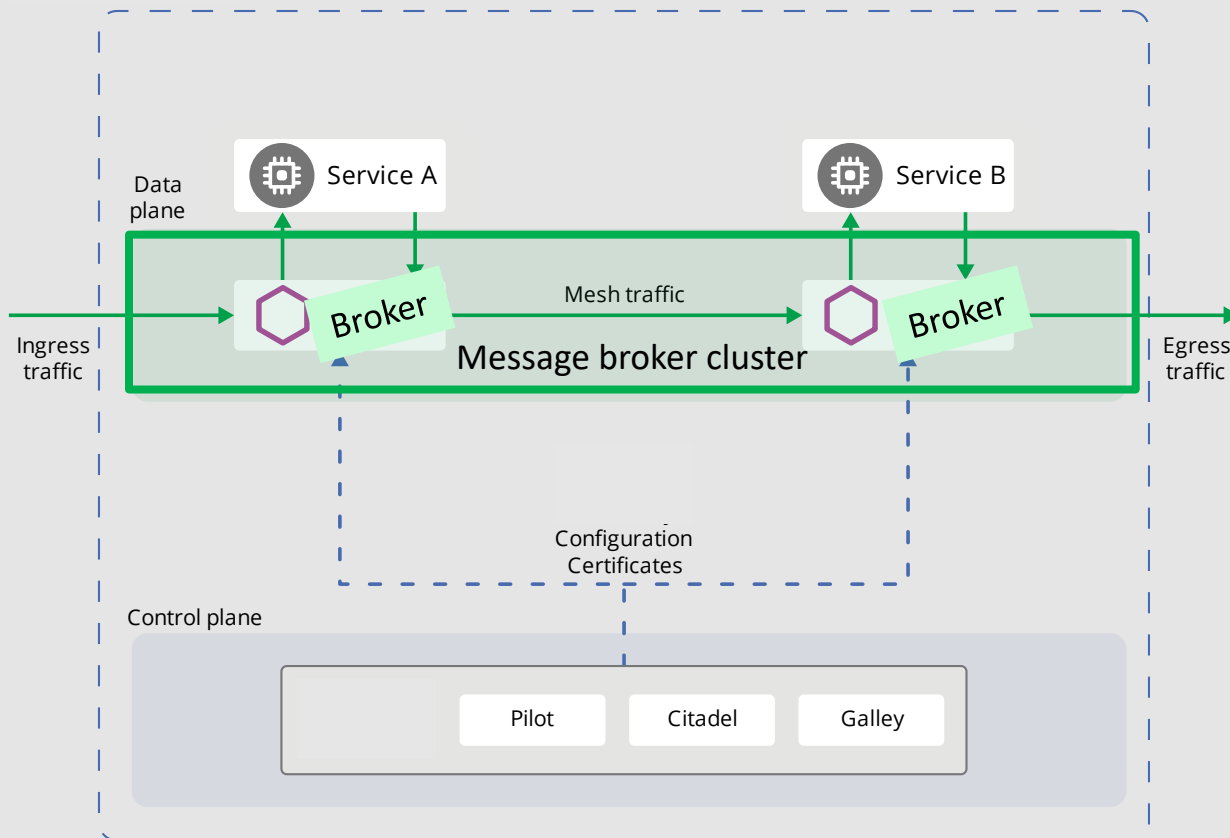 Service A
Service B
Data
plane
Broker
Broker
Mesh traffic
Message broker cluster
Ingress
traffic
Egress
traffic
Configuration
Certificates
Control plane
Pilot
Citadel
Galley